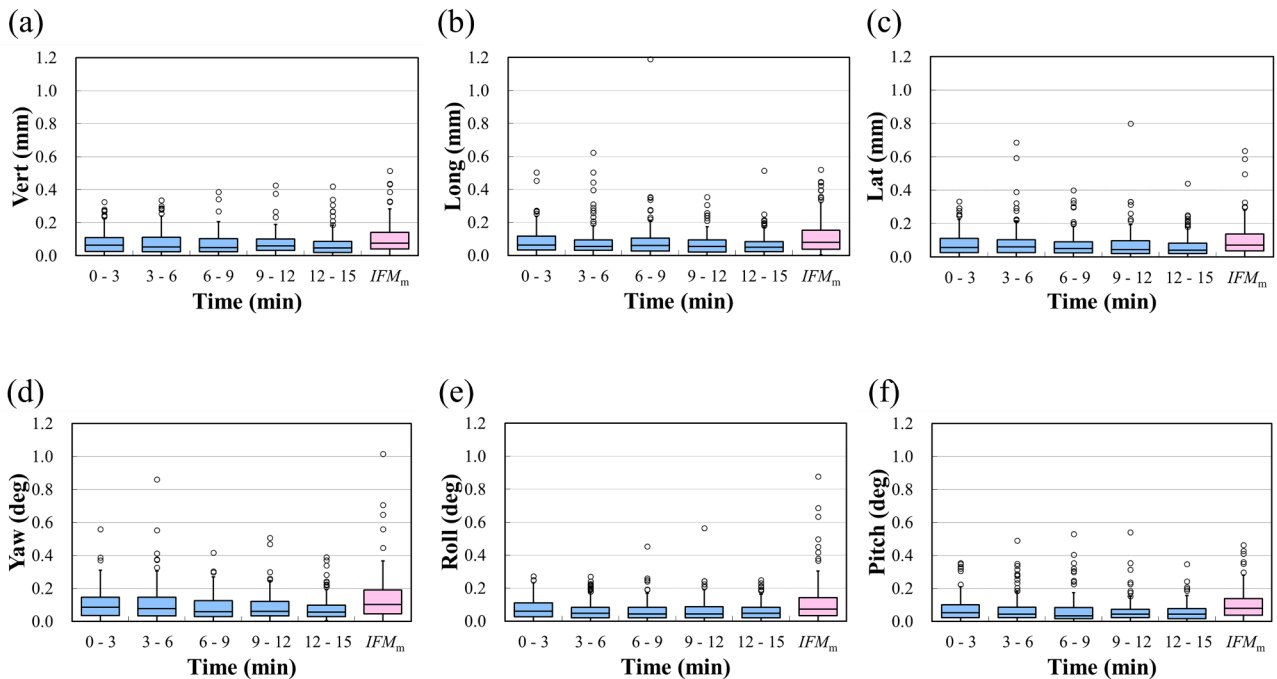 (a)
Vert (mm)
1.2
1.0
0.8
0.6
0.4
0.2
0.0
0 - 3 3 - 6 6 - 9 9 - 12 12 - 15 IFMm
Time (min)
(b)
Long (mm)
1.2
1.0
0.8
0.6
0.4
0.2
0.0
0 - 3 3 - 6 6 - 9 9 - 12 12 - 15 IFMm
Time (min)
(c)
Lat (mm)
1.2
1.0
0.8
0.6
0.4
0.2
0.0
0 - 3 3 - 6 6 - 9 9 - 12 12 - 15 IFMm
Time (min)
(d)
Yaw (deg)
1.2
1.0
0.8
0.6
0.4
0.2
0.0
0 - 3 3 - 6 6 - 9 9 - 12 12 - 15 IFMm
Time (min)
(e)
Roll (deg)
1.2
1.0
0.8
0.6
0.4
0.2
0.0
0 - 3 3 - 6 6 - 9 9 - 12 12 - 15 IFMm
Time (min)
(f)
Pitch (deg)
1.2
1.0
0.8
0.6
0.4
0.2
0.0
0 - 3 3 - 6 6 - 9 9 - 12 12 - 15 IFMm
Time (min)